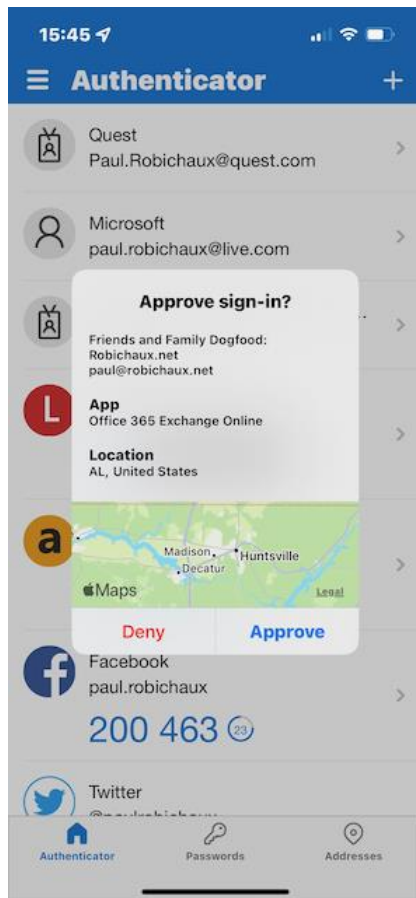 15:45
Authenticator
Quest
Paul.Robichaux@quest.com
Microsoft
paul.robichaux@live.com
Approve sign-in?
Friends and Family Dogfood:
Robichaux.net
paul@robichaux.net
App
Office 365 Exchange Online
Location
AL, United States
Madison
Huntsville
Decatur
Maps
Legal
Deny
Approve
L
a
Facebook
paul.robichaux
200 463
23
Twitter
Authenticator
Passwords
Addresses